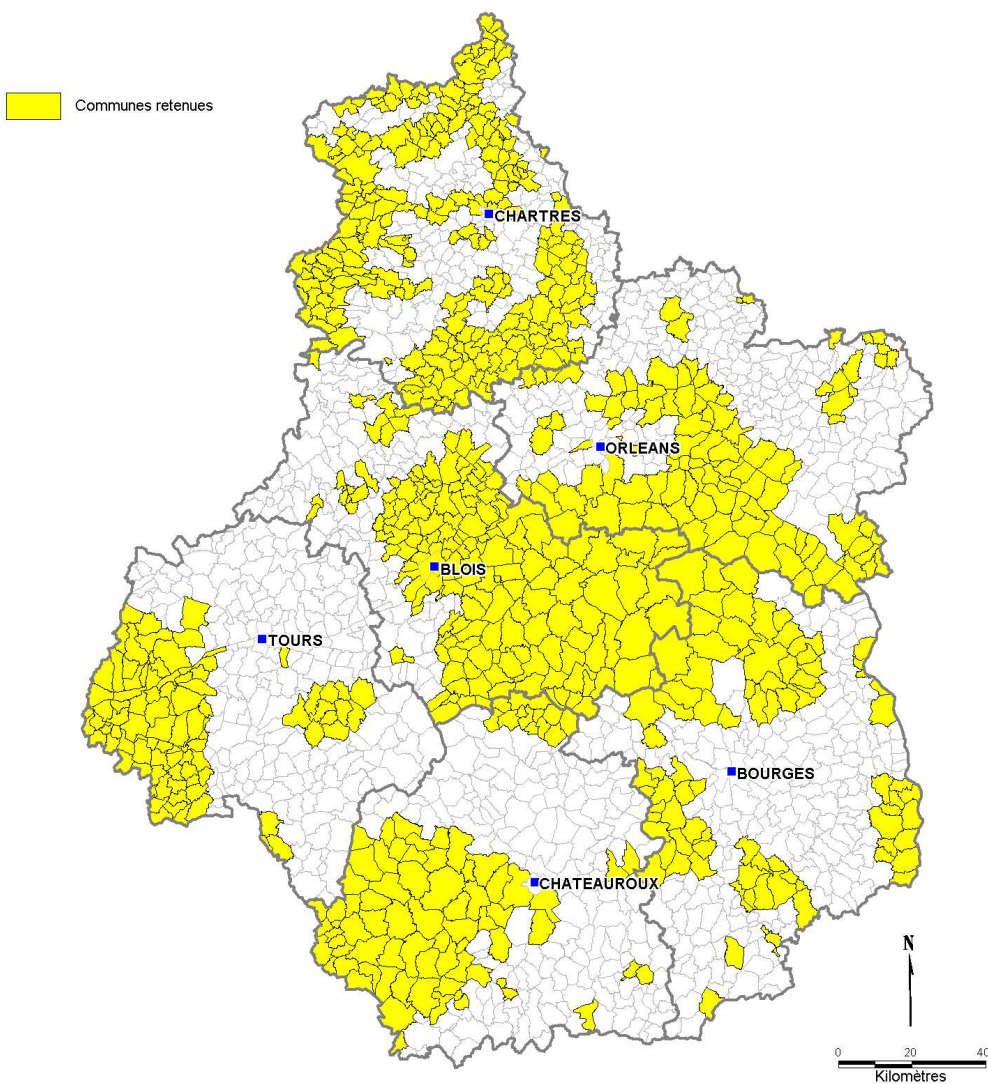 Communes retenues
CHARTRES
ORLEANS
BLOIS
TOURS
BOURGES
CHATEAUROUX
N
0 20 40
Kilomètres